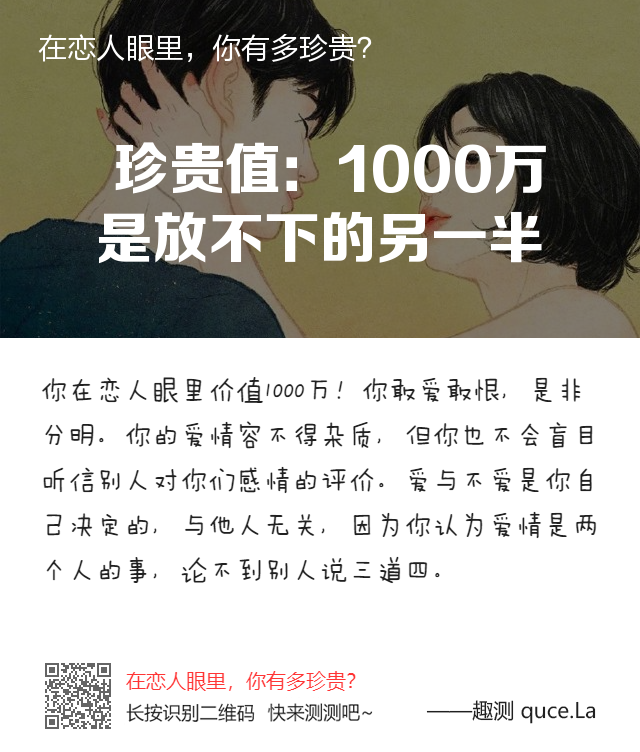 在恋人眼里，你有多珍贵？
珍贵值：1000万
是放不下的另一半
你在恋人眼里价值1000万！你敢爱敢恨，是非
分明。你的爱情容不得杂质，但你也不会盲目
听信别人对你们感情的评价。爱与不爱是你自
己决定的，与他人无关，因为你认为爱情是两
个人的事，论不到别人说三道四。
在恋人眼里，你有多珍贵？
长按识别二维码 快来测测吧~
——趣测 quce.La